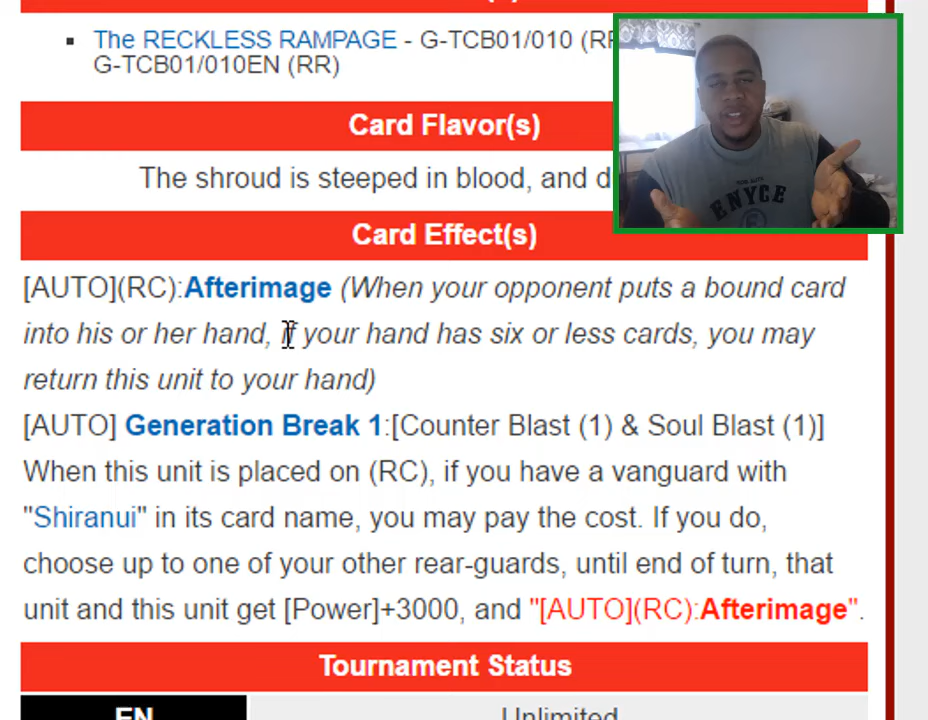 The RECKLESS RAMPAGE - G-TCB01/010
G-TCB01/010EN (RR)
Card Flavor(s)
The shroud is steeped in blood, and
Card Effect(s)
[AUTO](RC):Afterimage (When your opponent puts a bound card
into his or her hand, if your hand has six or less cards, you may
return this unit to your hand)
[AUTO] Generation Break 1:[Counter Blast (1) & Soul Blast (1)]
When this unit is placed on (RC), if you have a vanguard with
"Shiranui" in its card name, you may pay the cost. If you do,
choose up to one of your other rear-guards, until end of turn, that
unit and this unit get [Power]+3000, and "[AUTO](RC):Afterimage".
Tournament Status
EN Unlimited
ENYCE